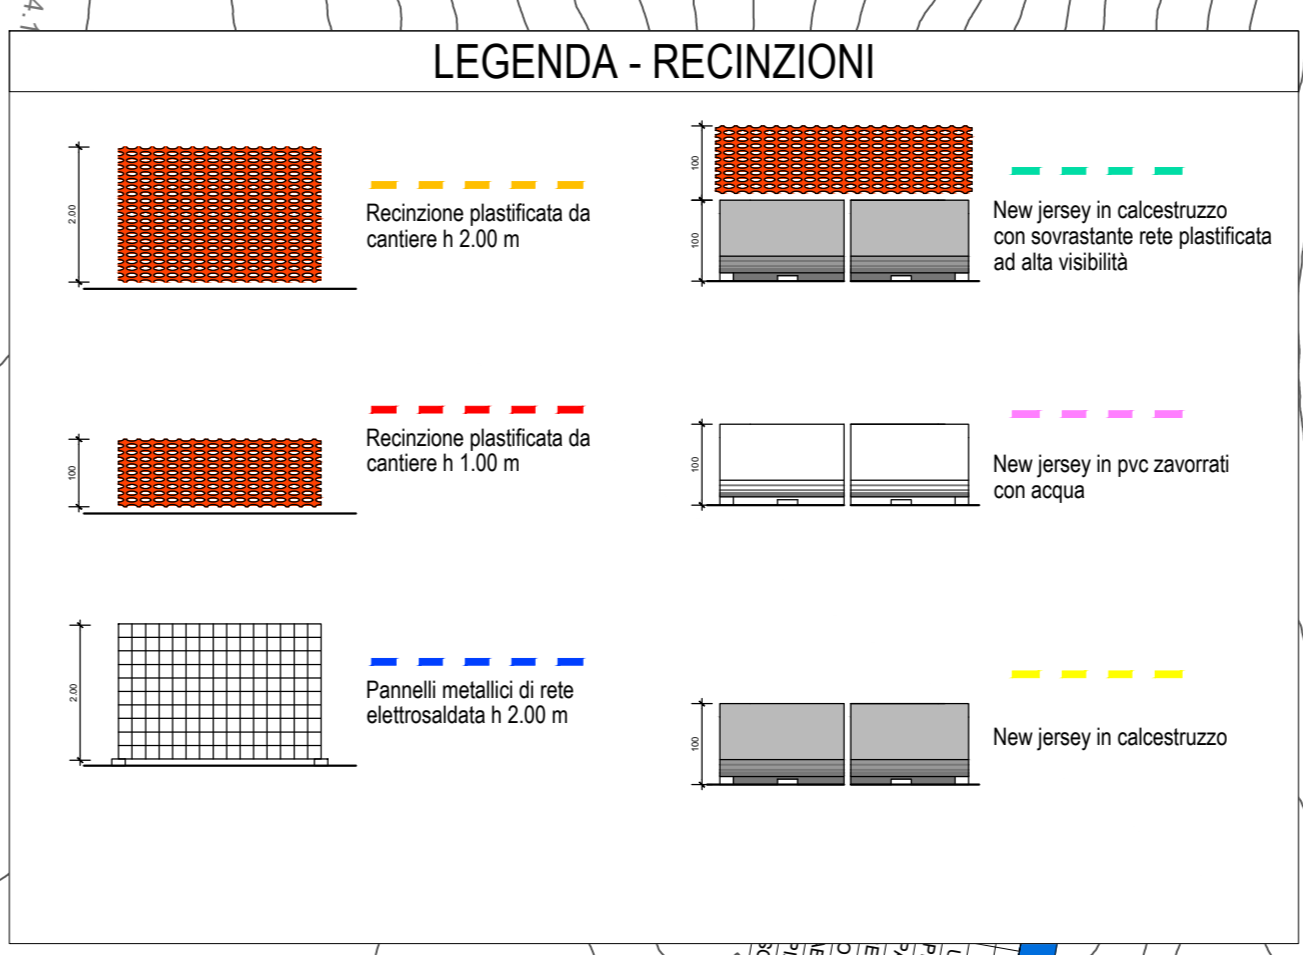 4.1
LEGENDA - RECINZIONI
2.00
Recinzione plastificata da
cantiere h 2.00 m
100
100
New jersey in calcestruzzo
con sovrastante rete plastificata
ad alta visibilità
100
Recinzione plastificata da
cantiere h 1.00 m
100
New jersey in pvc zavorrati
con acqua
2.00
Pannelli metallici di rete
elettrosaldata h 2.00 m
100
New jersey in calcestruzzo